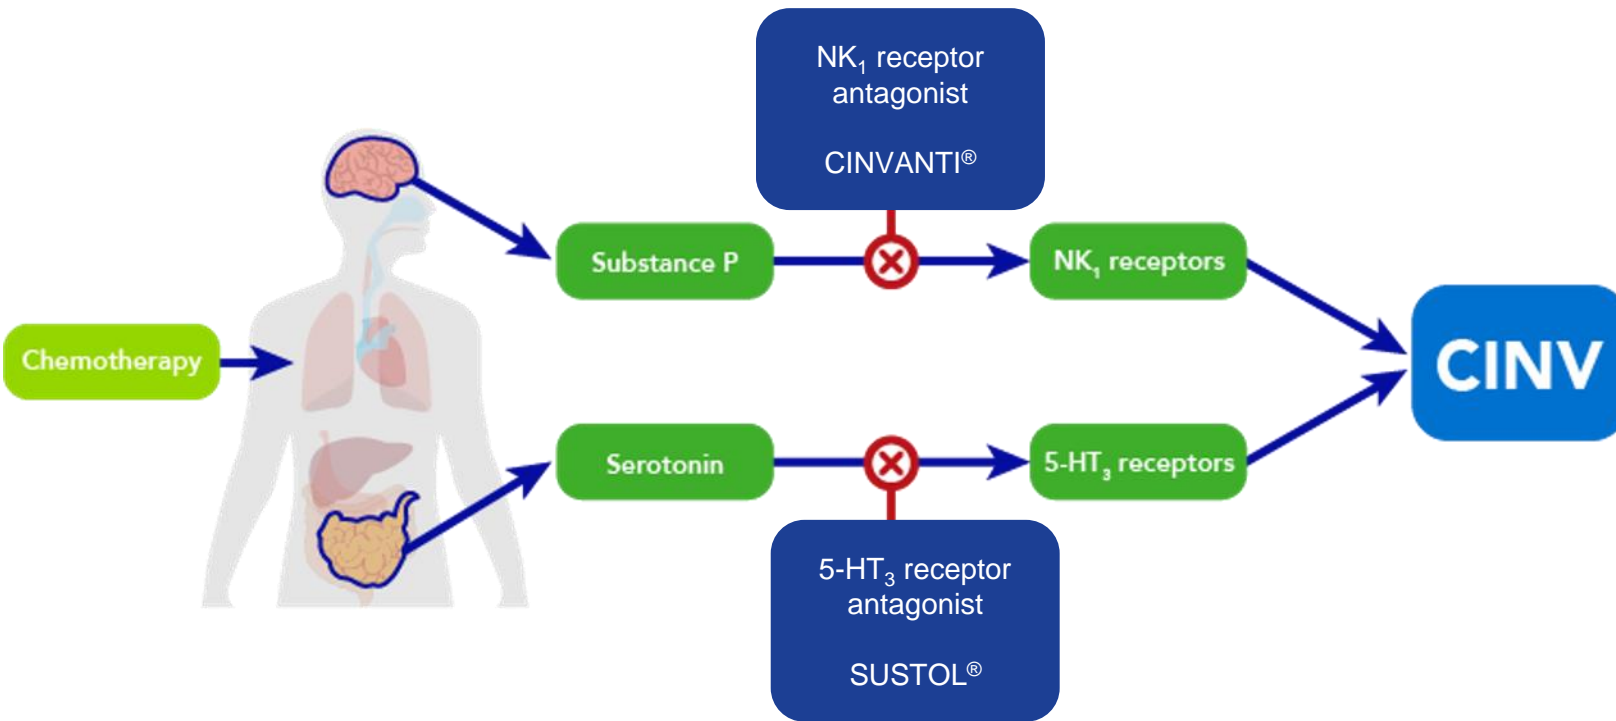 NK₁ receptor
antagonist
CINVANTI®
Substance P
NK₁ receptors
Chemotherapy
CINV
Serotonin
5-HT₃ receptors
5-HT₃ receptor
antagonist
SUSTOL®